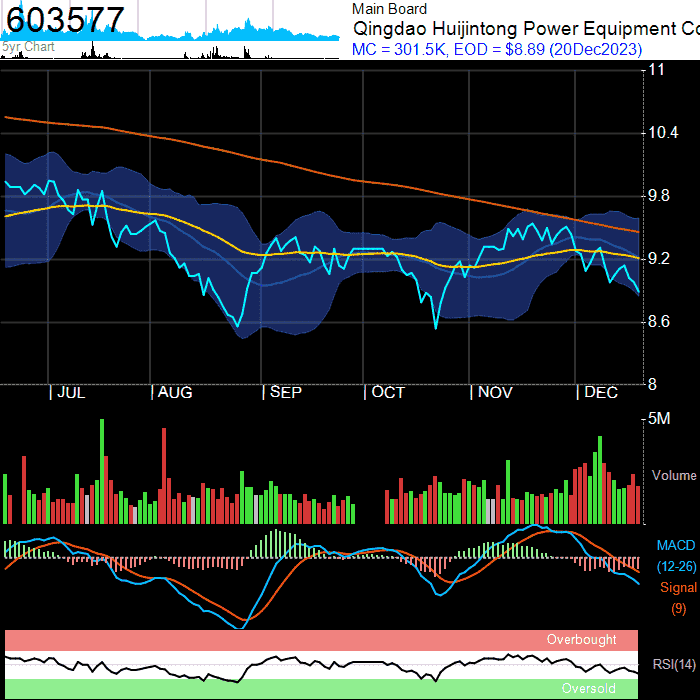 603577
5yr Chart
Main Board
Qingdao Huijintong Power Equipment Co
MC = 301.5K, EOD = $8.89 (20Dec2023)
11
10.4
9.8
9.2
8.6
8
JUL AUG SEP OCT NOV DEC
5M
Volume
MACD
(12-26)
Signal
(9)
Overbought
RSI(14)
Oversold